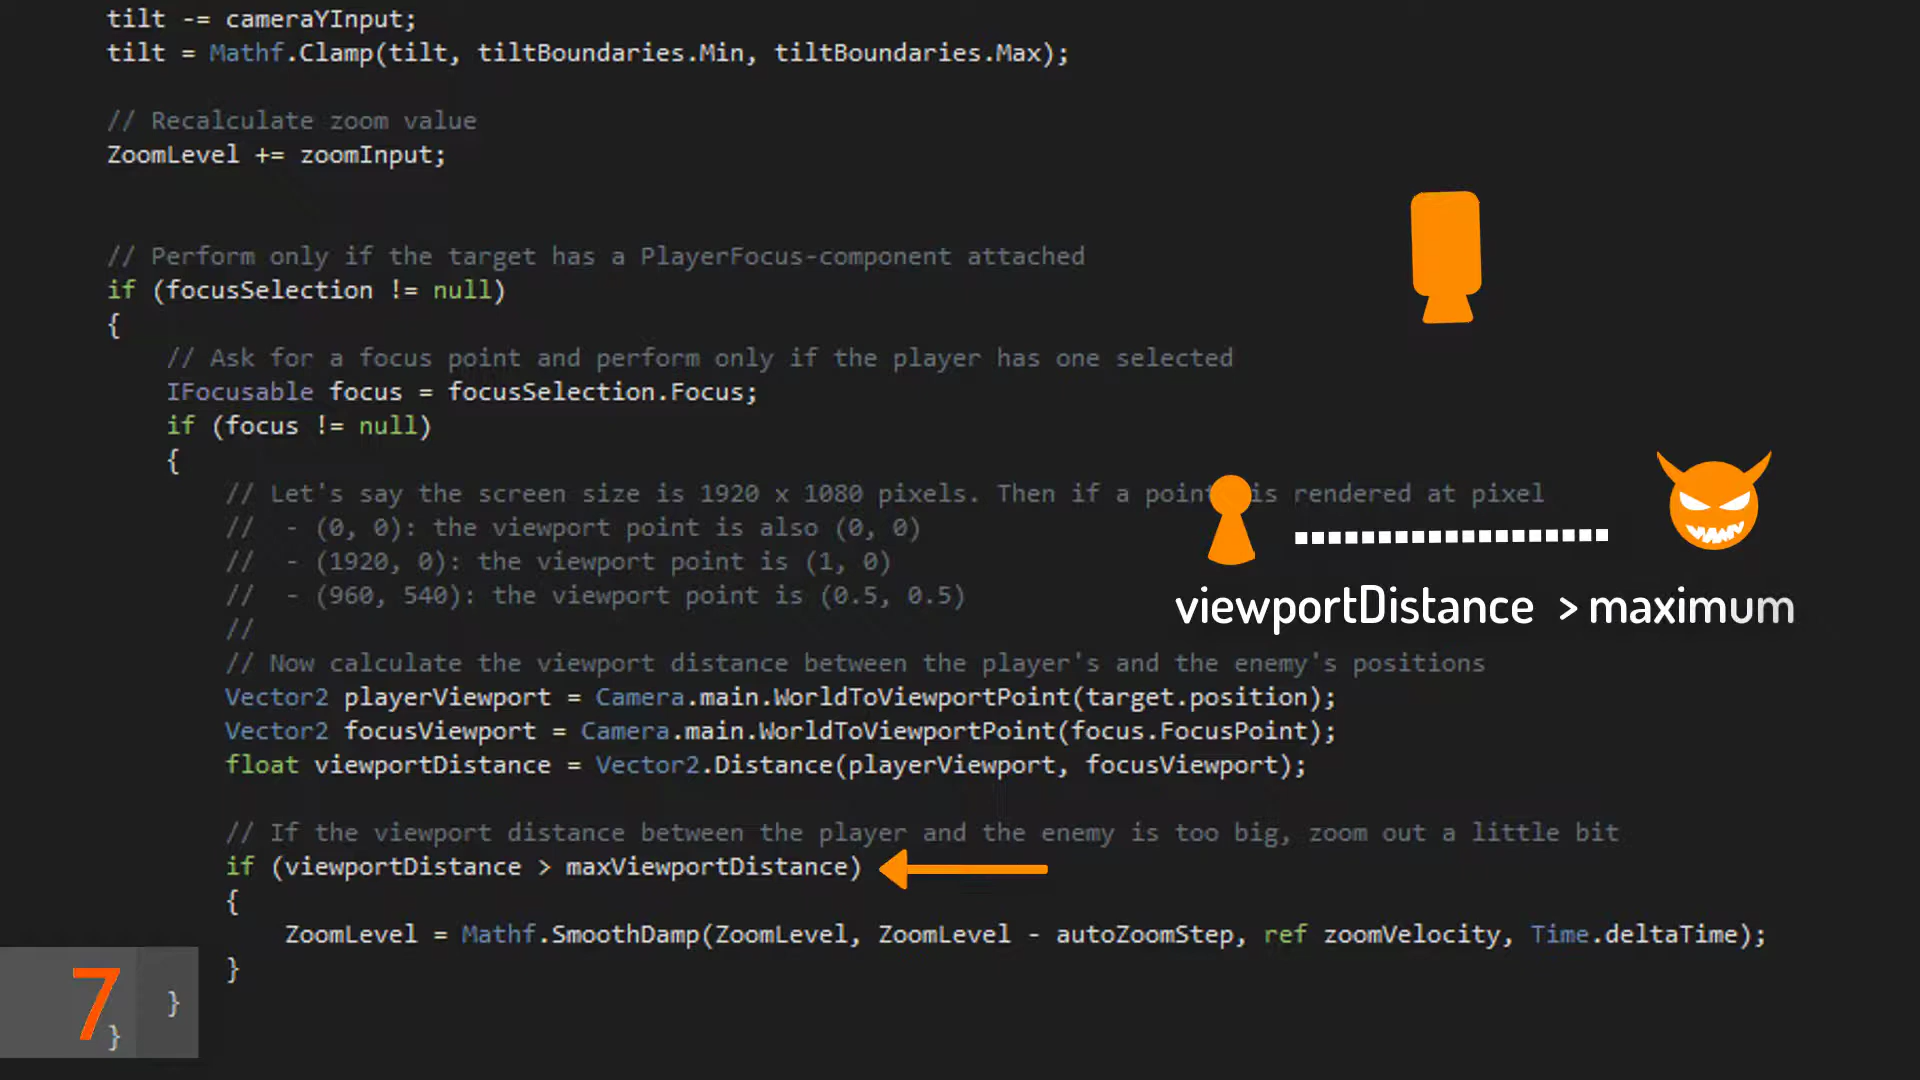 tilt -= cameraYInput;
tilt = Mathf.Clamp(tilt, tiltBoundaries.Min, tiltBoundaries.Max);
// Recalculate zoom value
ZoomLevel += zoomInput;
// Perform only if the target has a PlayerFocus-component attached
if (focusSelection != null)
{
// Ask for a focus point and perform only if the player has one selected
IFocusable focus = focusSelection.Focus;
if (focus != null)
{
// Let's say the screen size is 1920 x 1080 pixels. Then if a point is rendered at pixel
// - (0, 0): the viewport point is also (0, 0)
// - (1920, 0): the viewport point is (1, 0)
// - (960, 540): the viewport point is (0.5, 0.5)
//
viewportDistance > maximum
// Now calculate the viewport distance between the player's and the enemy's positions
Vector2 playerViewport = Camera.main.WorldToViewportPoint(target.position);
Vector2 focusViewport = Camera.main.WorldToViewportPoint(focus.FocusPoint);
float viewportDistance = Vector2.Distance(playerViewport, focusViewport);
// If the viewport distance between the player and the enemy is too big, zoom out a little bit
if (viewportDistance > maxViewportDistance)
{
ZoomLevel = Mathf.SmoothDamp(ZoomLevel, ZoomLevel - autoZoomStep, ref zoomVelocity, Time.deltaTime);
}
}
}
7